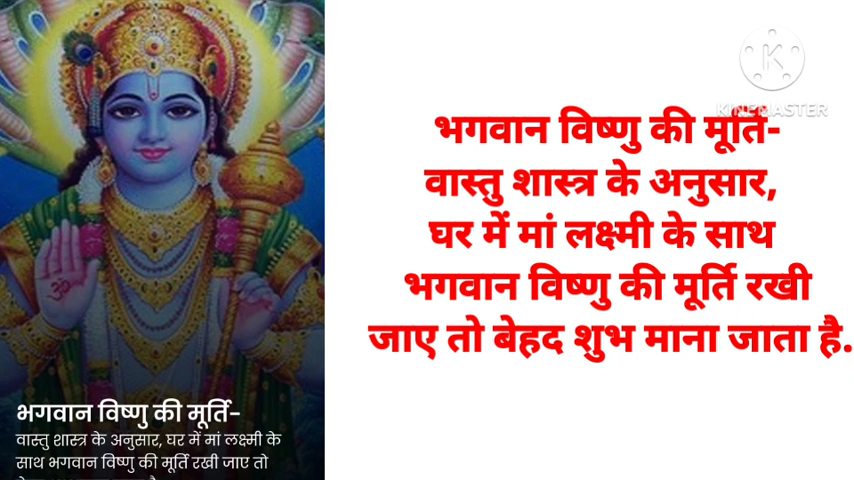 भगवान विष्णु की मूर्ति-
वास्तु शास्त्र के अनुसार, घर में मां लक्ष्मी के
साथ भगवान विष्णु की मूर्ति रखी जाए तो
ॐ
KINEMASTER
भगवान विष्णु की मूर्ति-
वास्तु शास्त्र के अनुसार,
घर में मां लक्ष्मी के साथ
भगवान विष्णु की मूर्ति रखी
जाए तो बेहद शुभ माना जाता है.